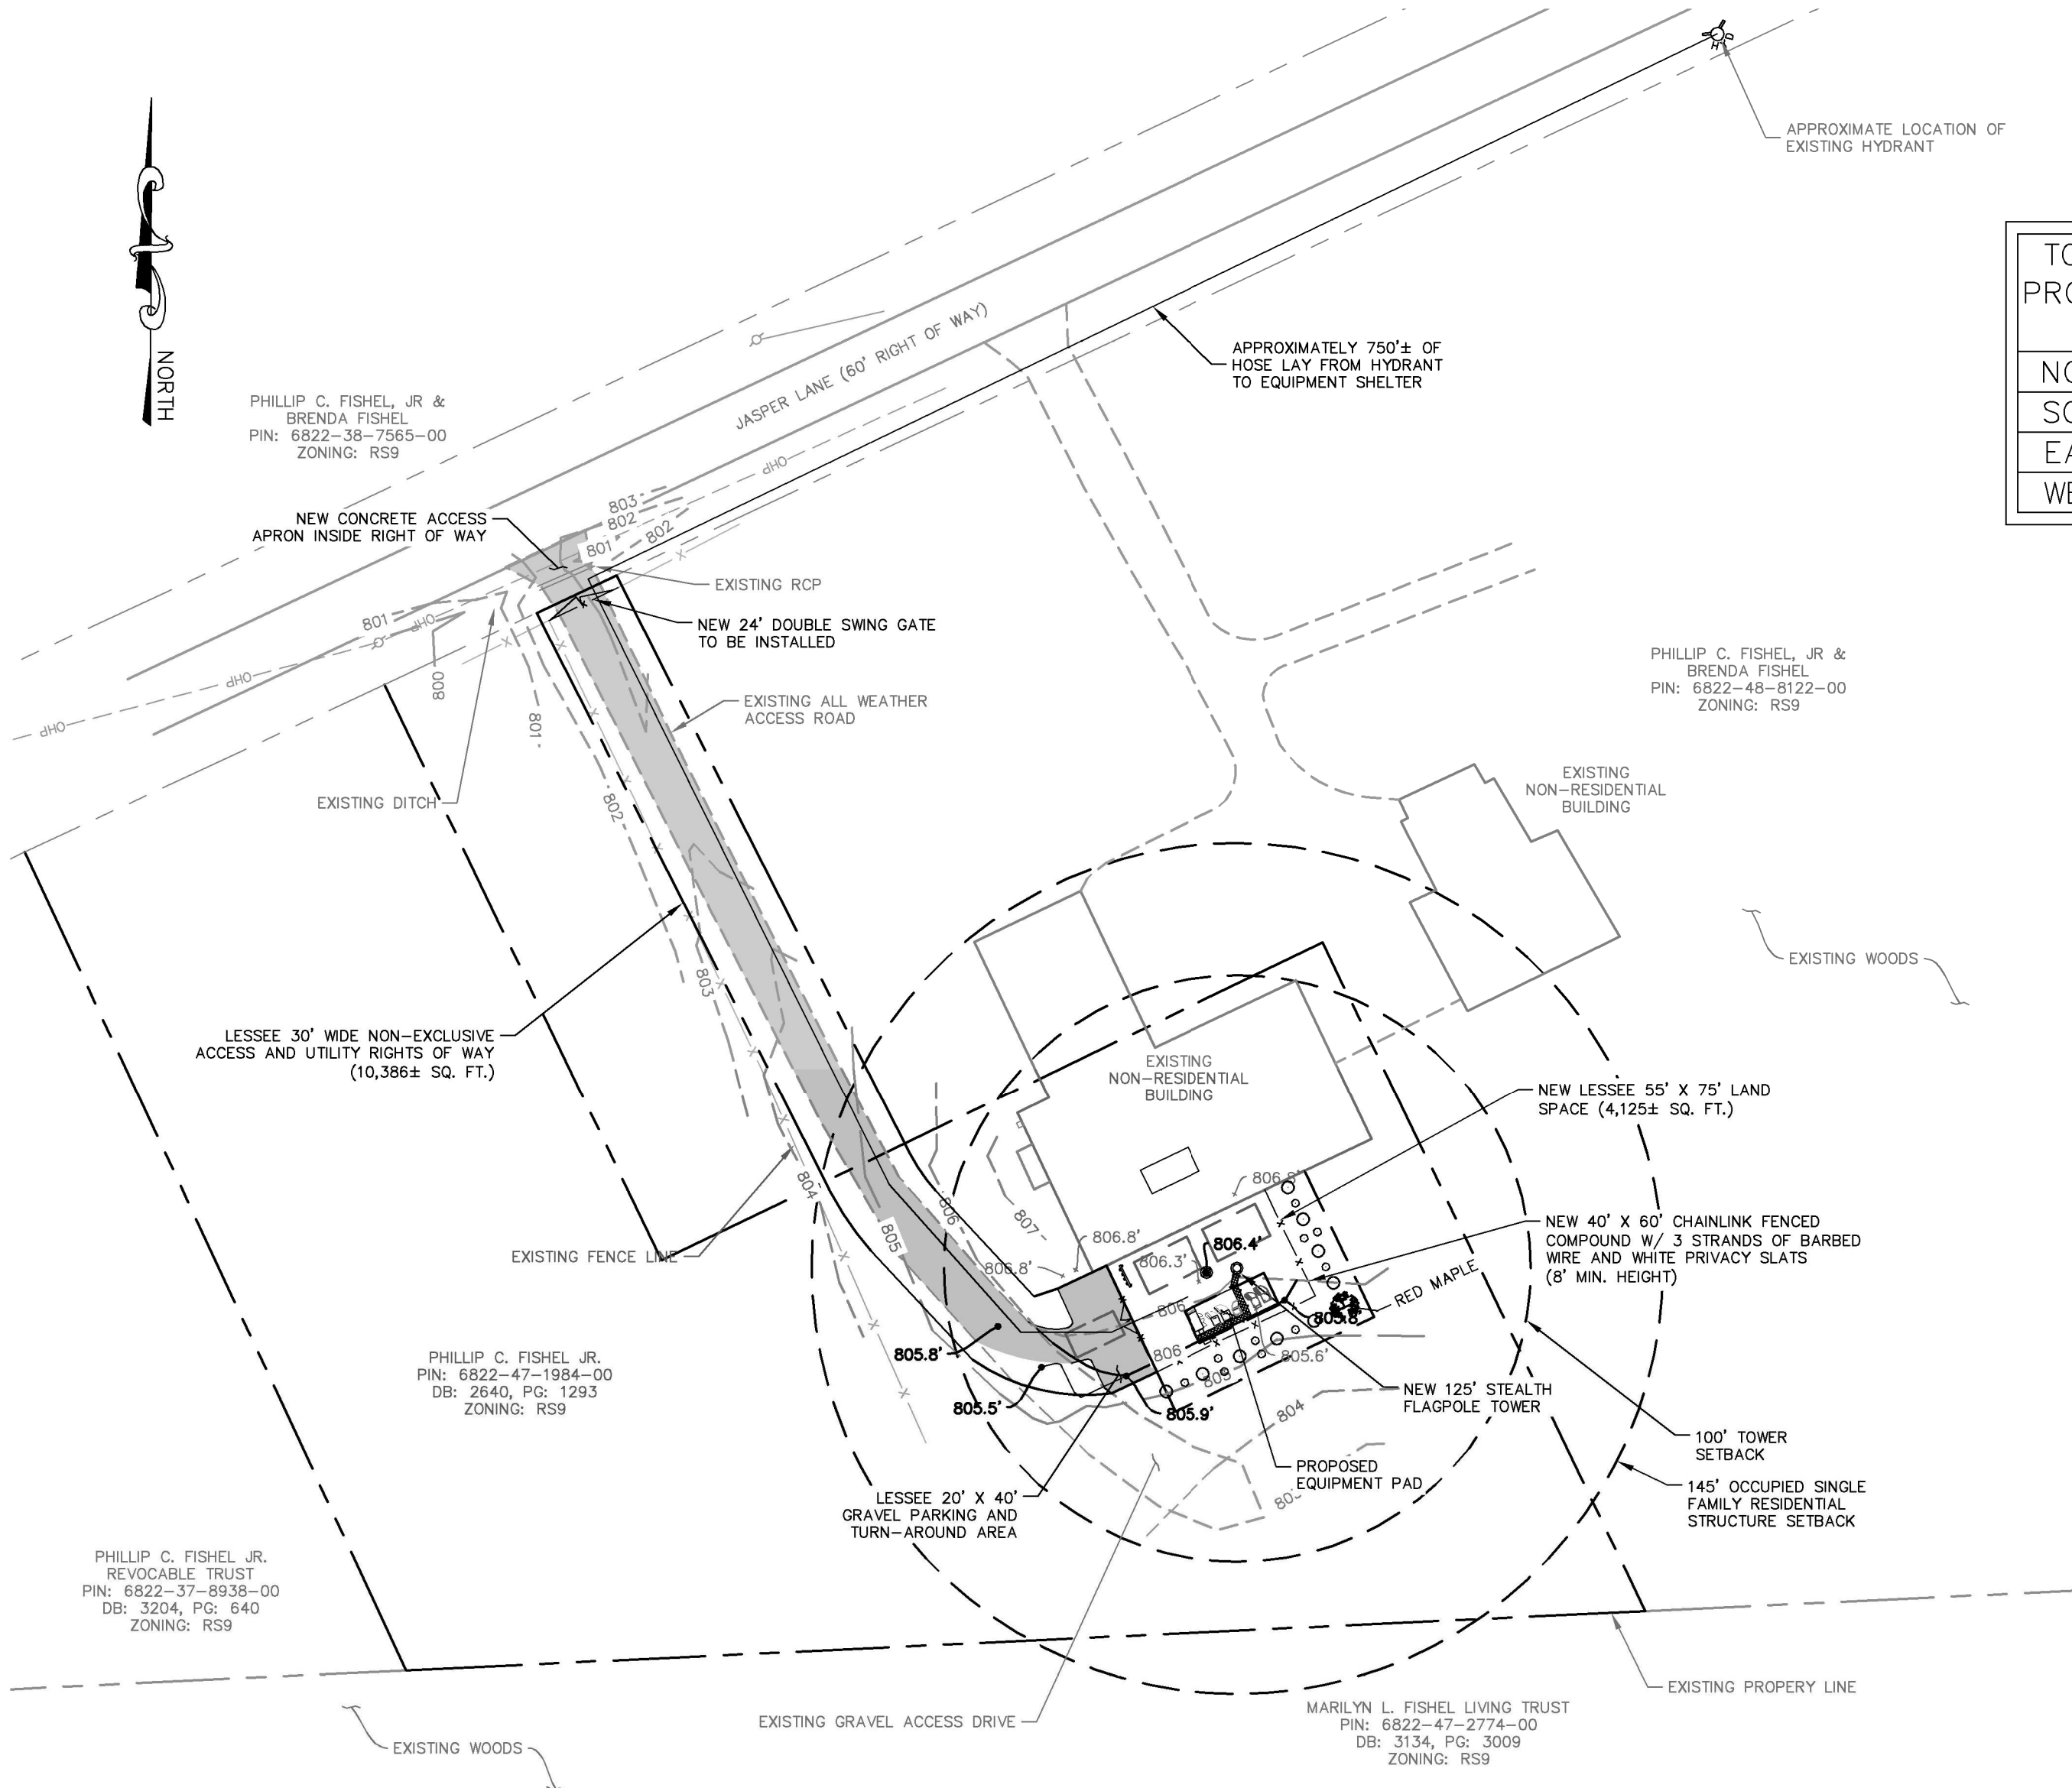 APPROXIMATE LOCATION OF
EXISTING HYDRANT
NORTH
JASPER LANE (60' RIGHT OF WAY)
APPROXIMATELY 750'± OF
HOSE LAY FROM HYDRANT
TO EQUIPMENT SHELTER
PHILLIP C. FISHEL, JR &
BRENDA FISHEL
PIN: 6822-38-7565-00
ZONING: RS9
OHP
803
802
802
801
NEW CONCRETE ACCESS
APRON INSIDE RIGHT OF WAY
EXISTING RCP
NEW 24' DOUBLE SWING GATE
TO BE INSTALLED
801
OHP
OHP
OHP
800
801
EXISTING ALL WEATHER
ACCESS ROAD
EXISTING DITCH
802
PHILLIP C. FISHEL, JR &
BRENDA FISHEL
PIN: 6822-48-8122-00
ZONING: RS9
EXISTING
NON-RESIDENTIAL
BUILDING
EXISTING WOODS
803
LESSEE 30' WIDE NON-EXCLUSIVE
ACCESS AND UTILITY RIGHTS OF WAY
(10,386± SQ. FT.)
EXISTING
NON-RESIDENTIAL
BUILDING
NEW LESSEE 55' X 75' LAND
SPACE (4,125± SQ. FT.)
804
805
806
807
806.8'
806.8'
806.8'
806.3'
806.4'
NEW 40' X 60' CHAINLINK FENCED
COMPOUND W/ 3 STRANDS OF BARBED
WIRE AND WHITE PRIVACY SLATS
(8' MIN. HEIGHT)
EXISTING FENCE LINE
RED MAPLE
806
805.8'
806
805.6'
805.8'
805.5'
805.9'
804
PHILLIP C. FISHEL JR.
PIN: 6822-47-1984-00
DB: 2640, PG: 1293
ZONING: RS9
NEW 125' STEALTH
FLAGPOLE TOWER
100' TOWER
SETBACK
PROPOSED
EQUIPMENT PAD
145' OCCUPIED SINGLE
FAMILY RESIDENTIAL
STRUCTURE SETBACK
LESSEE 20' X 40'
GRAVEL PARKING AND
TURN-AROUND AREA
PHILLIP C. FISHEL JR.
REVOCABLE TRUST
PIN: 6822-37-8938-00
DB: 3204, PG: 640
ZONING: RS9
EXISTING PROPERY LINE
EXISTING GRAVEL ACCESS DRIVE
MARILYN L. FISHEL LIVING TRUST
PIN: 6822-47-2774-00
DB: 3134, PG: 3009
ZONING: RS9
EXISTING WOODS